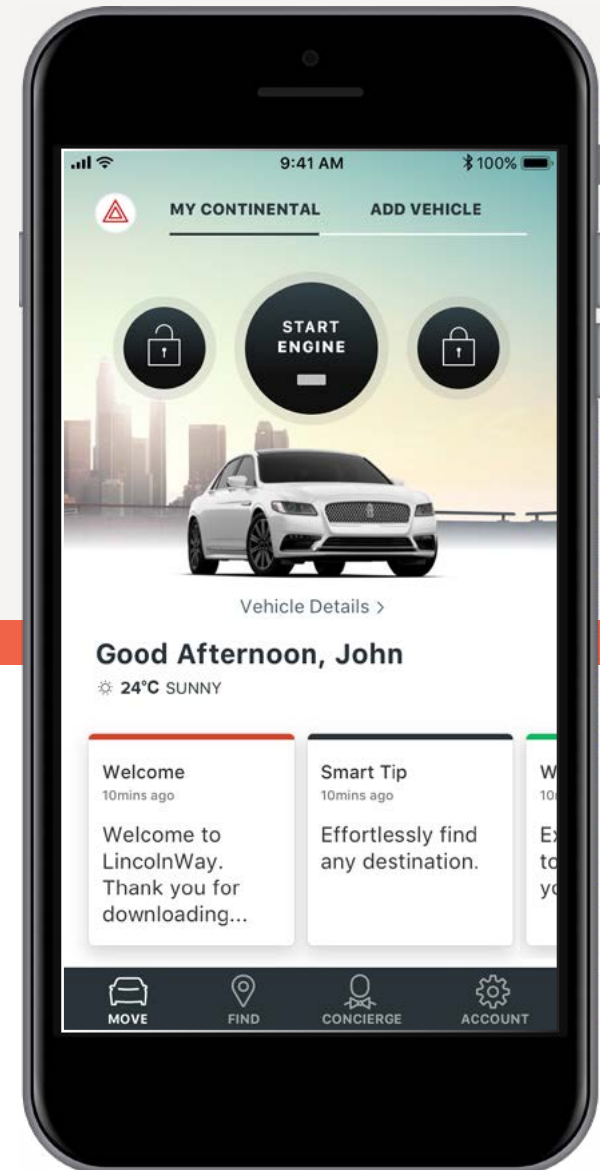 9:41 AM
100%
MY CONTINENTAL
ADD VEHICLE
START
ENGINE
Vehicle Details >
Good Afternoon, John
24°C SUNNY
Welcome
10mins ago
Welcome to
LincolnWay.
Thank you for
downloading...
Smart Tip
10mins ago
Effortlessly find
any destination.
W
10
to
MOVE
FIND
CONCIERGE
ACCOUNT